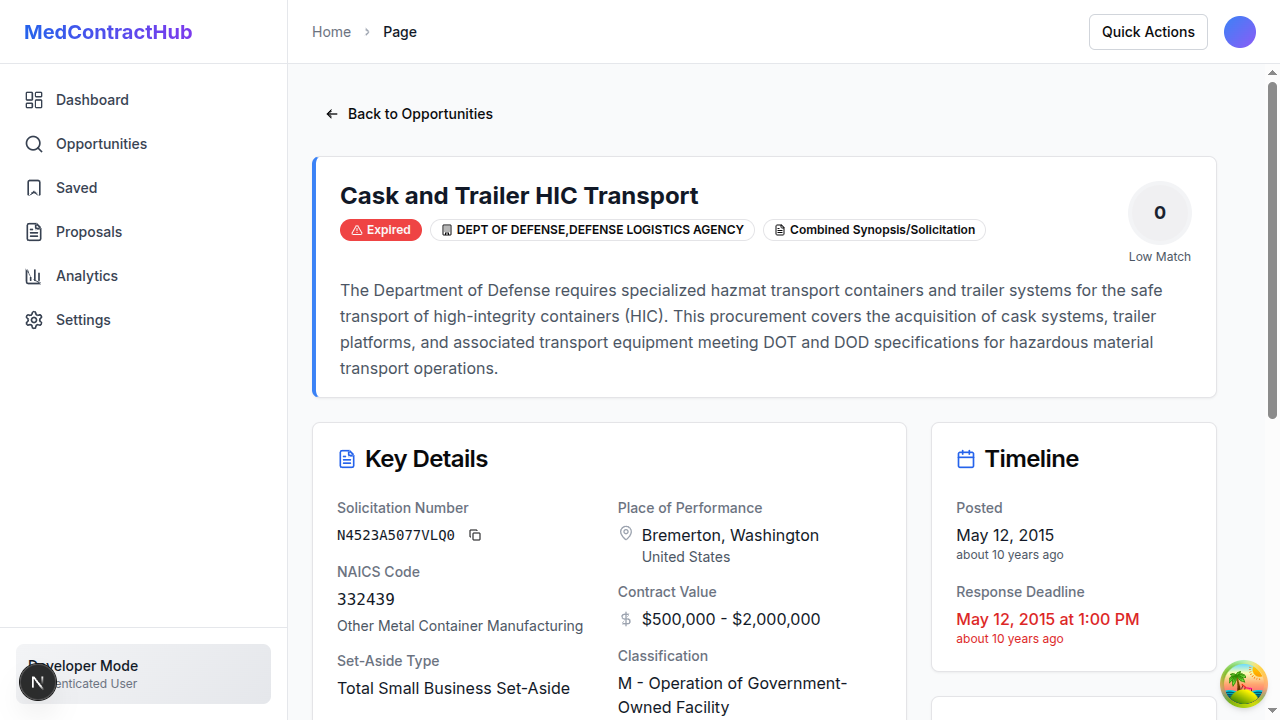 MedContractHub
Home
Page
Quick Actions
Dashboard
Opportunities
Saved
Proposals
Analytics
Settings
Back to Opportunities
Cask and Trailer HIC Transport
Expired
DEPT OF DEFENSE,DEFENSE LOGISTICS AGENCY
Combined Synopsis/Solicitation
0
Low Match
The Department of Defense requires specialized hazmat transport containers and trailer systems for the safe
transport of high-integrity containers (HIC). This procurement covers the acquisition of cask systems, trailer
platforms, and associated transport equipment meeting DOT and DOD specifications for hazardous material
transport operations.
Key Details
Solicitation Number
N4523A5077VLQ0
NAICS Code
332439
Other Metal Container Manufacturing
Set-Aside Type
Total Small Business Set-Aside
Place of Performance
Bremerton, Washington
United States
Contract Value
$500,000 - $2,000,000
Classification
M - Operation of Government-
Owned Facility
Timeline
Posted
May 12, 2015
about 10 years ago
Response Deadline
May 12, 2015 at 1:00 PM
about 10 years ago
Mode
User
N